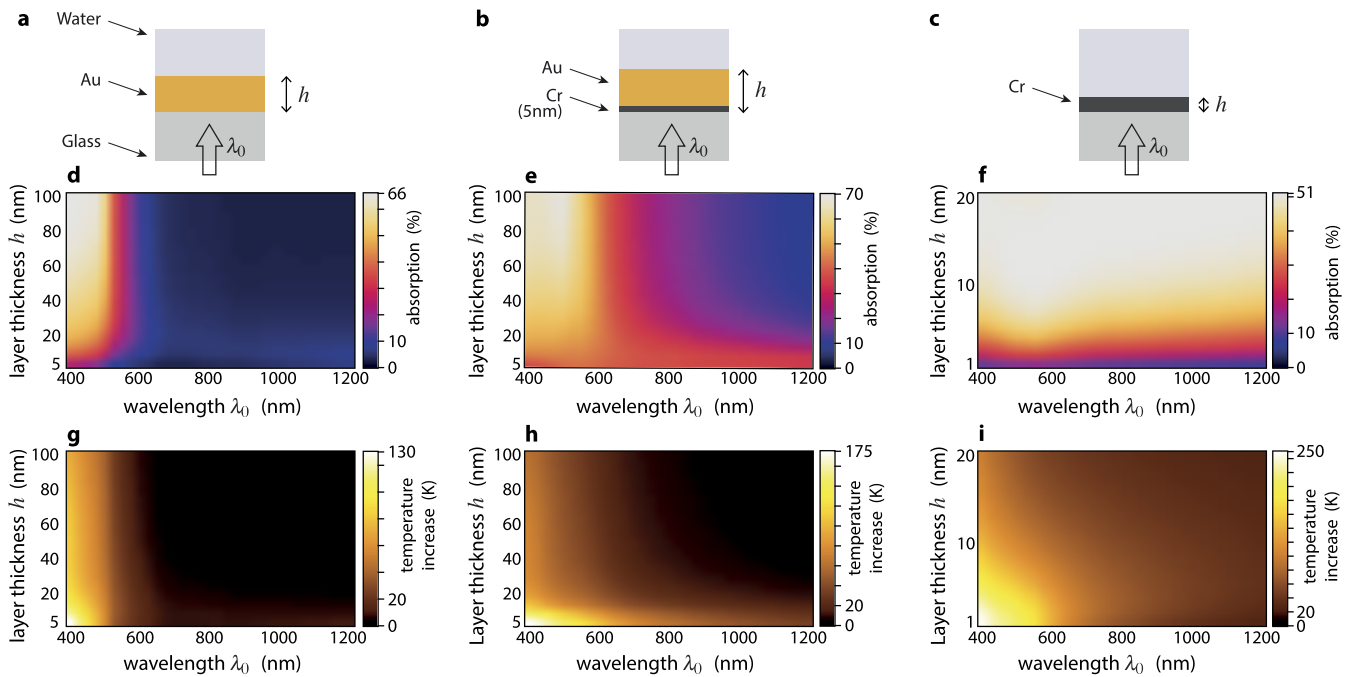 a
Water
Au
Glass
h
λ0
b
Au
Cr
(5nm)
h
λ0
c
Cr
h
λ0
d
layer thickness h (nm)
100
80
60
40
20
5
400
600
800
1000
1200
wavelength λ0 (nm)
66
10
0
absorption (%)
e
layer thickness h (nm)
100
80
60
40
20
5
400
600
800
1000
1200
wavelength λ0 (nm)
70
10
0
absorption (%)
f
layer thickness h (nm)
20
10
1
400
600
800
1000
1200
wavelength λ0 (nm)
51
10
0
absorption (%)
g
layer thickness h (nm)
100
80
60
40
20
5
400
600
800
1000
1200
wavelength λ0 (nm)
130
20
0
temperature
increase (K)
h
Layer thickness h (nm)
100
80
60
40
20
5
400
600
800
1000
1200
wavelength λ0 (nm)
175
20
0
temperature
increase (K)
i
Layer thickness h (nm)
20
10
1
400
600
800
1000
1200
wavelength λ0 (nm)
250
20
0
temperature
increase (K)